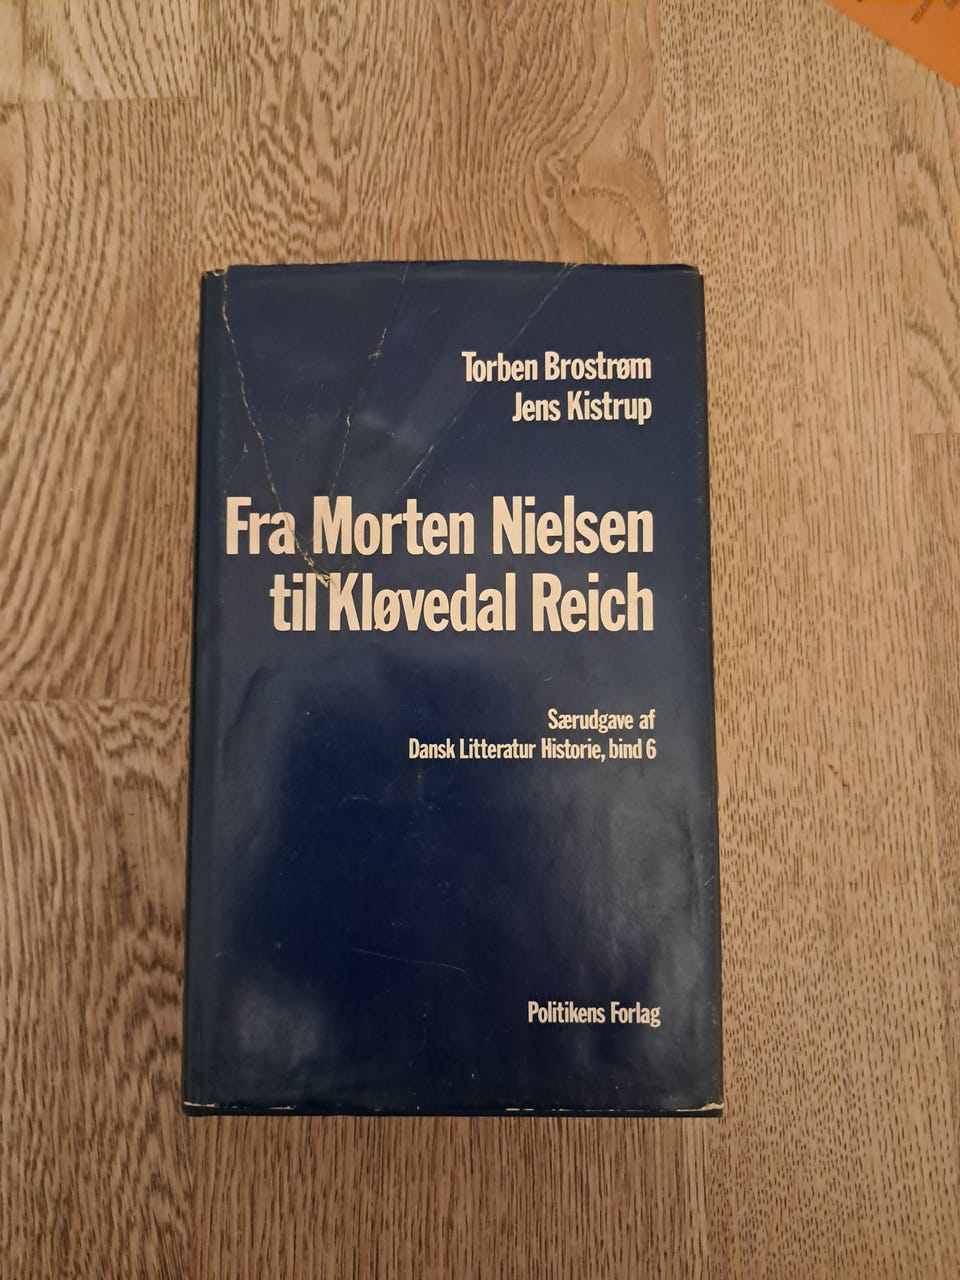 Torben Brostrøm
Jens Kistrup
Fra Morten Nielsen
til Kløvedal Reich
Særudgave af
Dansk Litteratur Historie, bind 6
Politikens Forlag